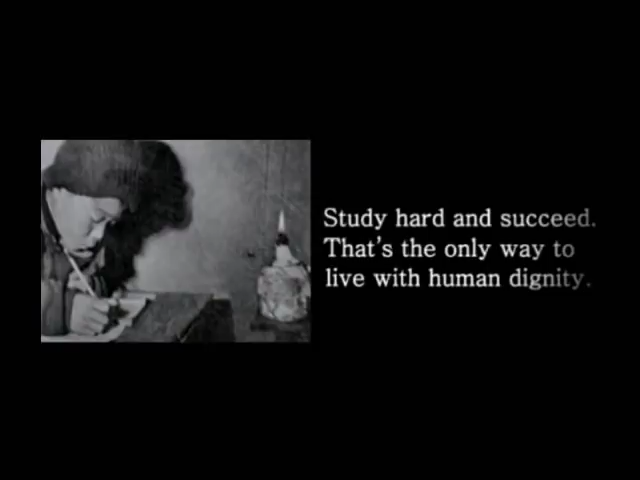 Study hard and succeed.
That's the only way to
live with human dignity.